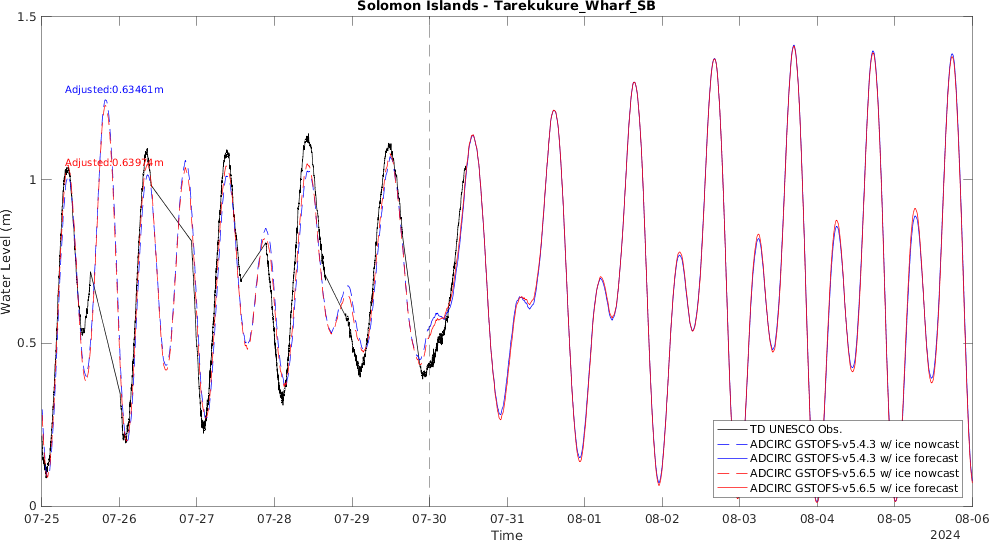 Solomon Islands - Tarekukure_Wharf_SB
1.5
Adjusted:0.63461m
Adjusted:0.63974m
1
Water Level (m)
0.5
TD UNESCO Obs.
ADCIRC GSTOFS-v5.4.3 w/ ice nowcast
ADCIRC GSTOFS-v5.4.3 w/ ice forecast
ADCIRC GSTOFS-v5.6.5 w/ ice nowcast
ADCIRC GSTOFS-v5.6.5 w/ ice forecast
0
07-25 07-26 07-27 07-28 07-29 07-30 07-31 08-01 08-02 08-03 08-04 08-05 08-06
Time
2024